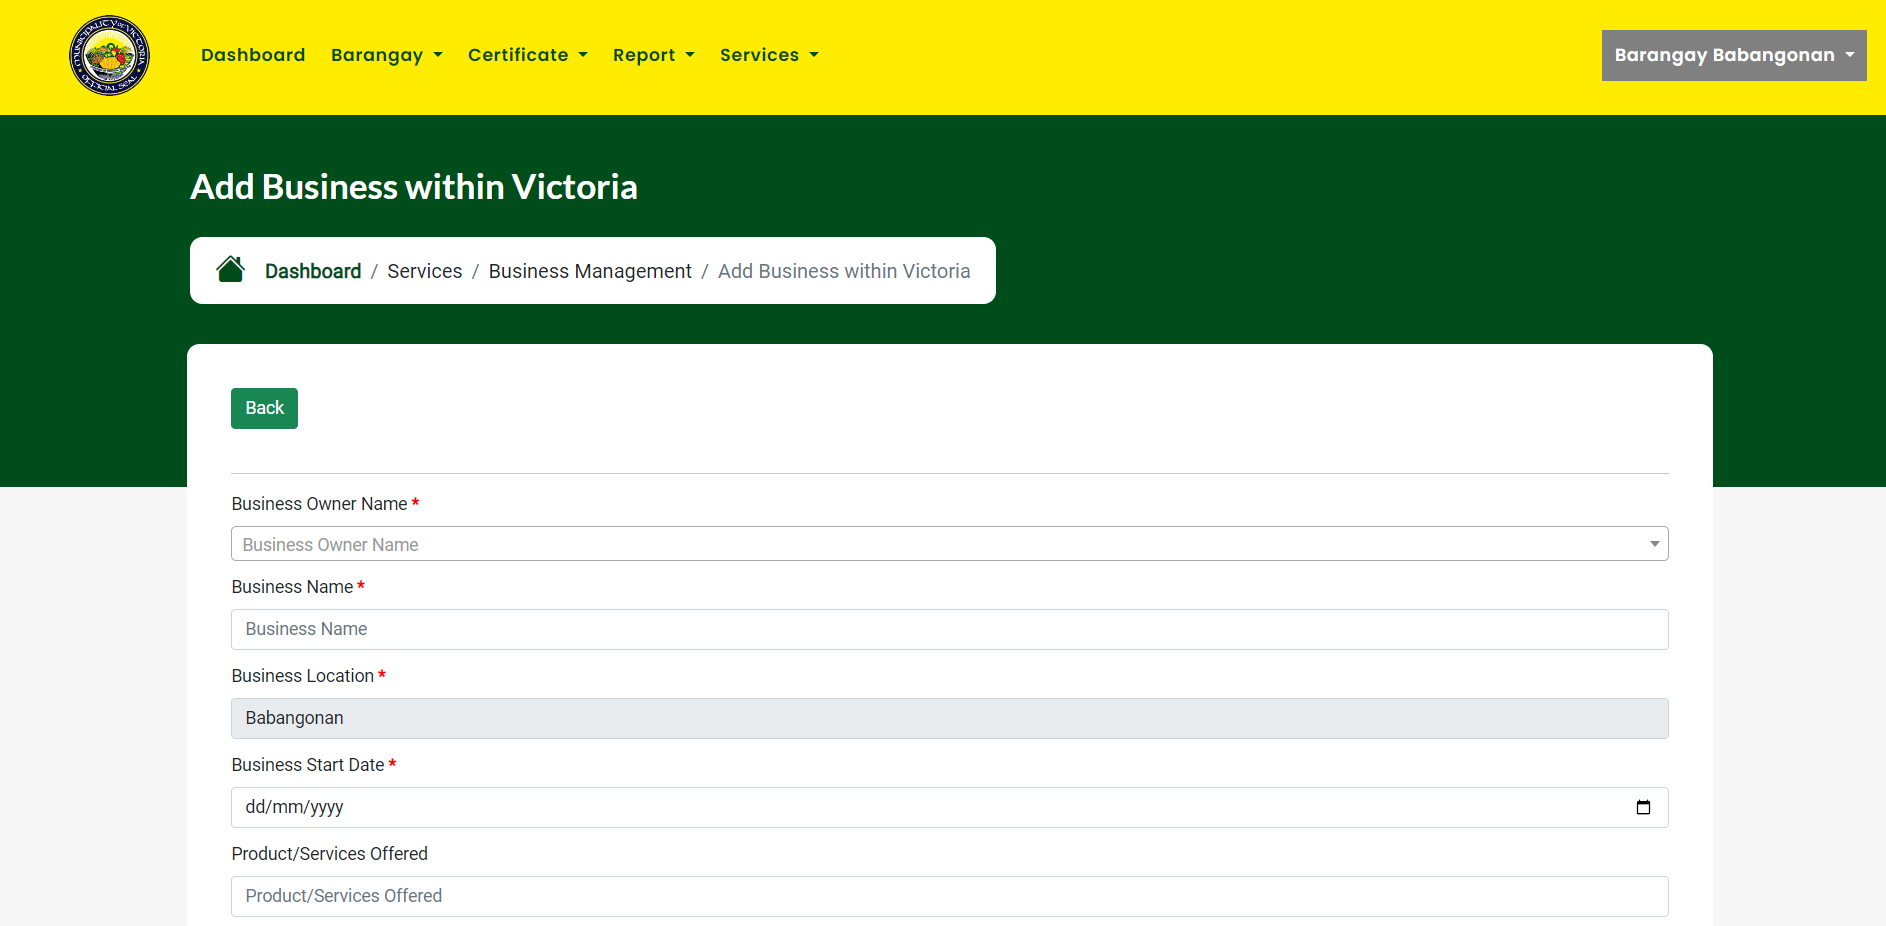 MUNICIPALITY OF VICTORIA
OFFICIAL SEAL
Dashboard Barangay Certificate Report Services
Barangay Babangonan
Add Business within Victoria
Dashboard / Services / Business Management / Add Business within Victoria
Back
Business Owner Name *
Business Owner Name
Business Name *
Business Name
Business Location *
Babangonan
Business Start Date *
dd/mm/yyyy
Product/Services Offered
Product/Services Offered